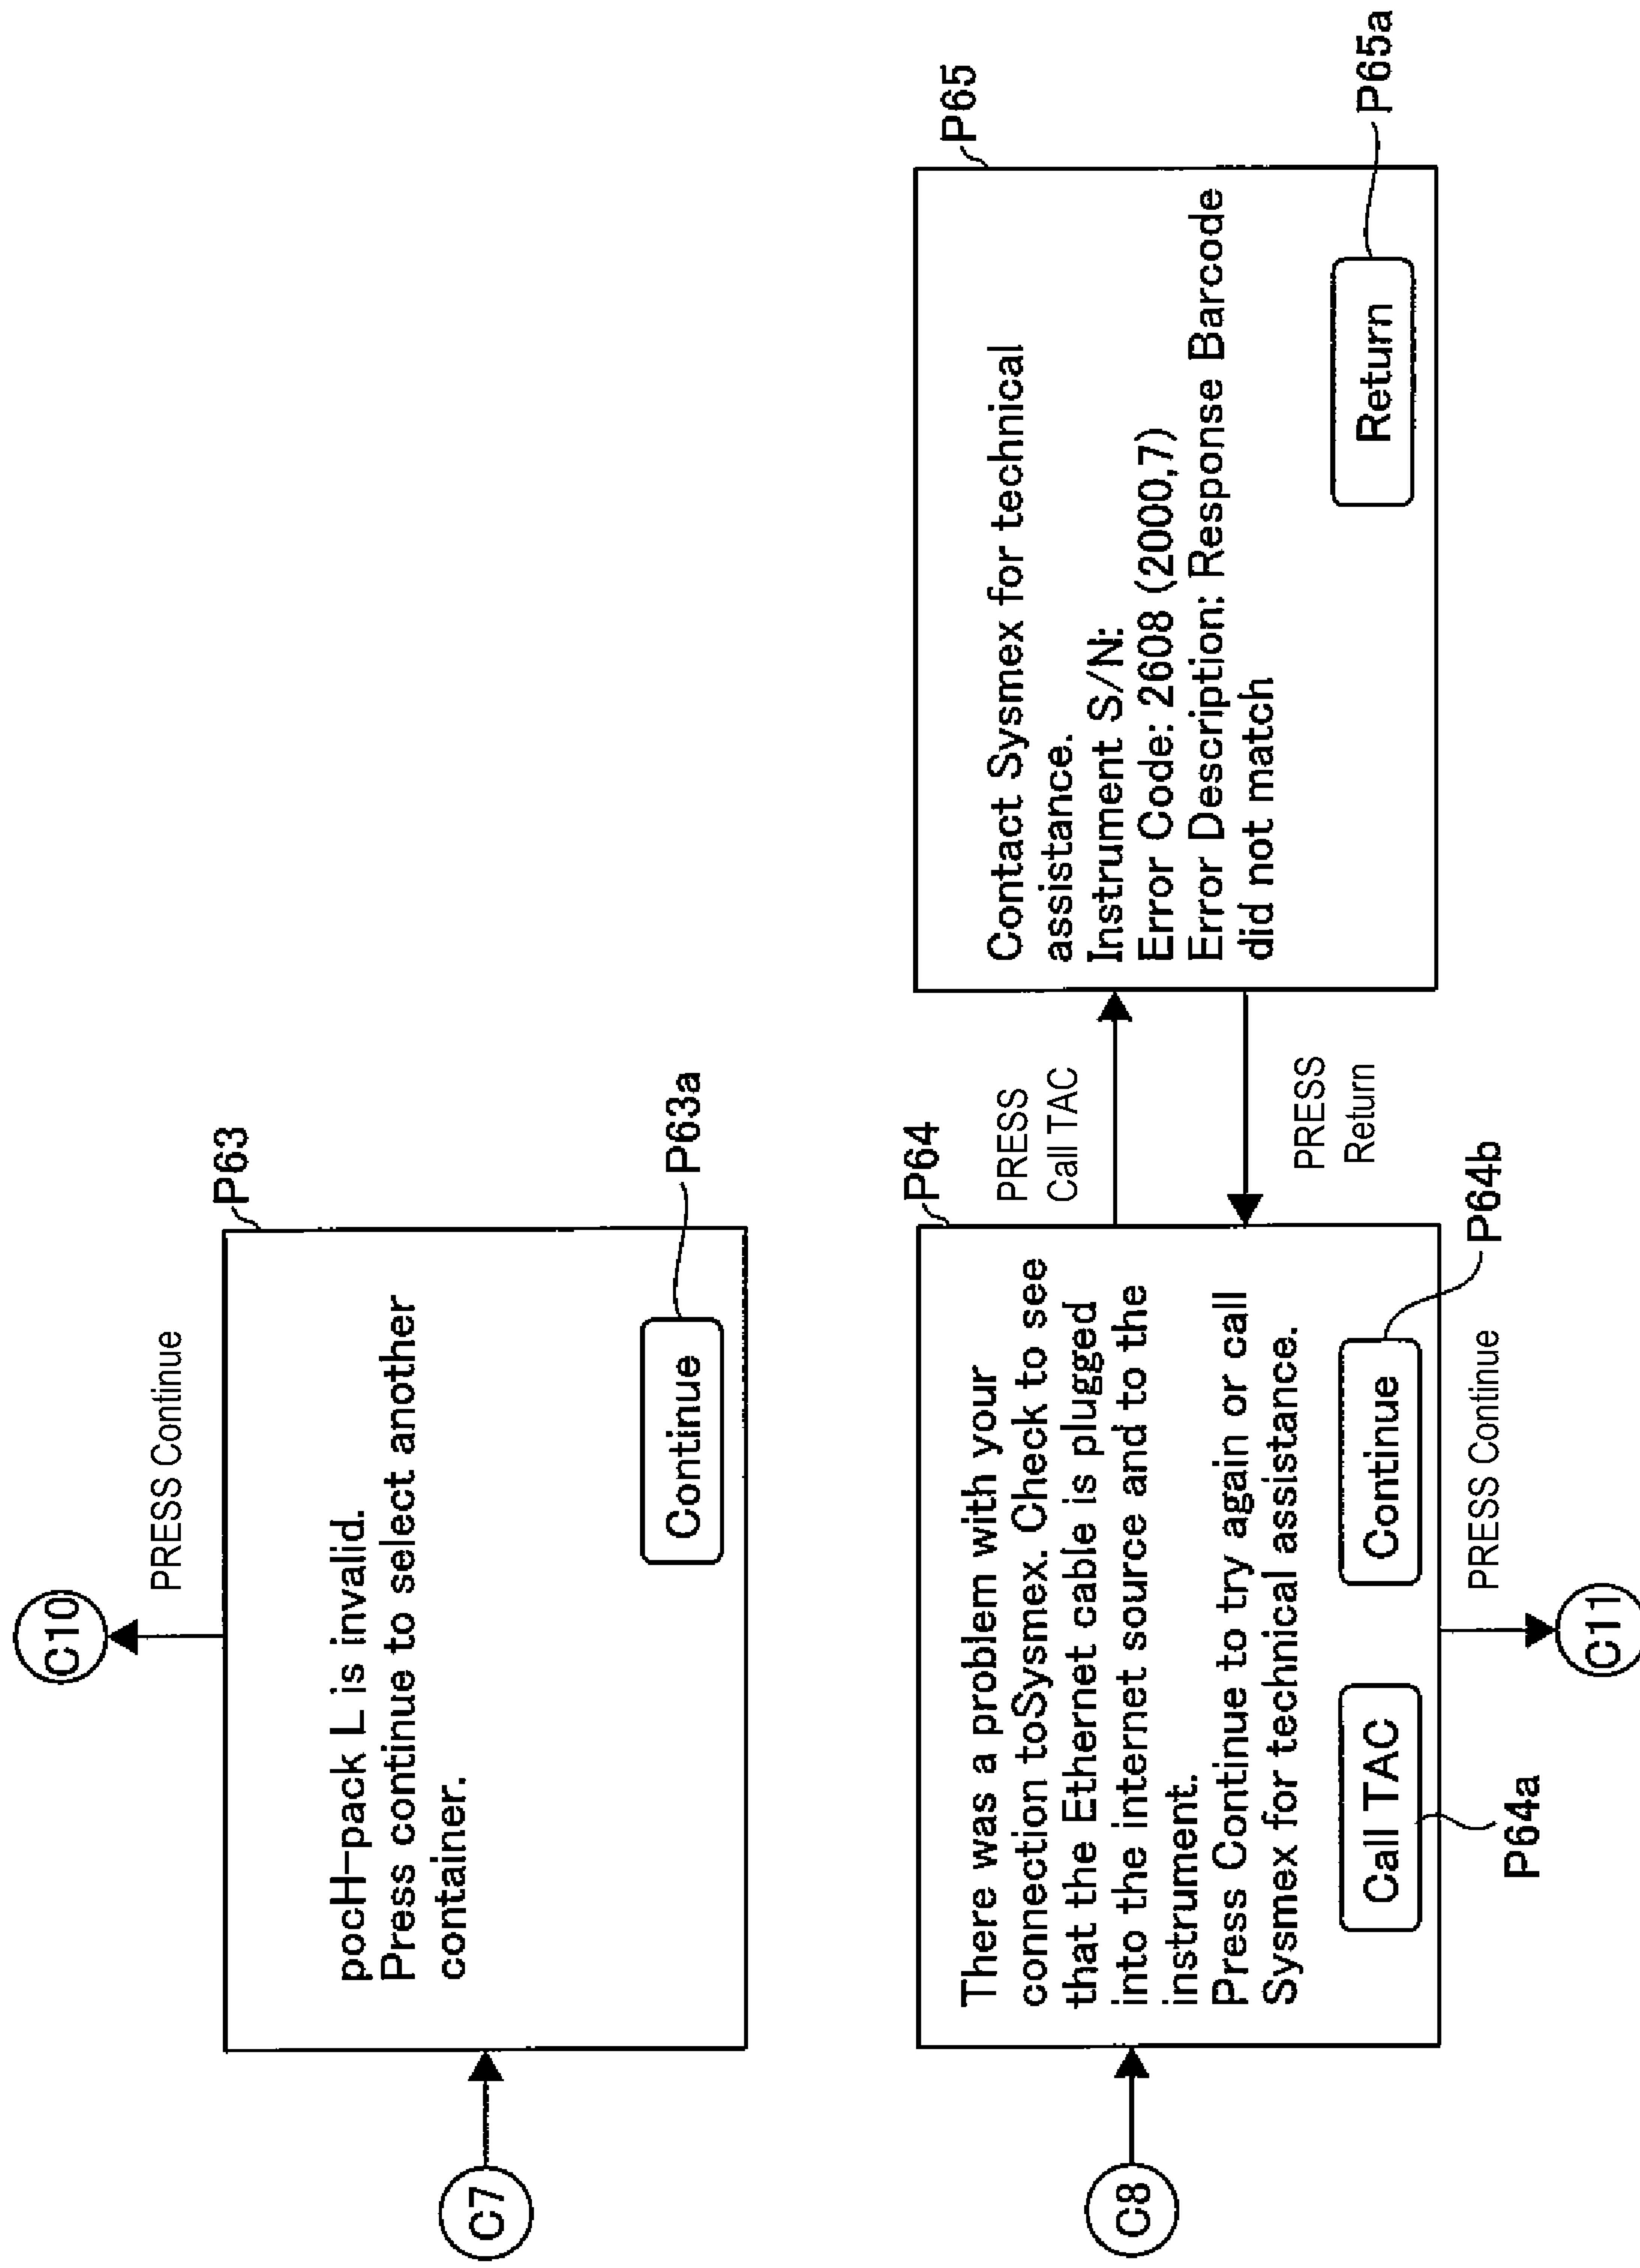 C10
PRESS Continue
P63
pocH-pack L is invalid.
Press continue to select another
container.
Continue
P63a
C7
P64
There was a problem with your
connection toSysmex. Check to see
that the Ethernet cable is plugged
into the internet source and to the
instrument.
Press Continue to try again or call
Sysmex for technical assistance.
Call TAC
Continue
P64a
P64b
C8
PRESS Continue
C11
PRESS
Call TAC
PRESS
Return
P65
Contact Sysmex for technical
assistance.
Instrument S/N:
Error Code: 2608 (2000,7)
Error Description: Response Barcode
did not match
Return
P65a